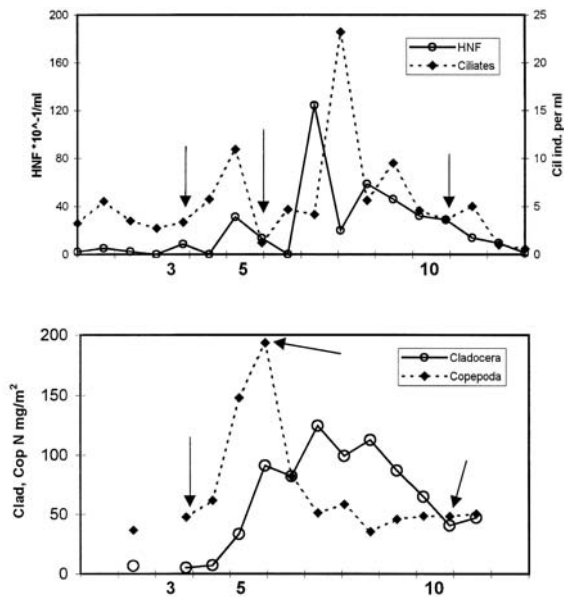 200
160
120
80
40
0
HNF *10^-1/ml
25
20
15
10
5
0
Cil ind. per ml
HNF
Ciliates
3 5 10
200
150
100
50
0
Clad, Cop N mg/m²
Cladocera
Copepoda
3 5 10